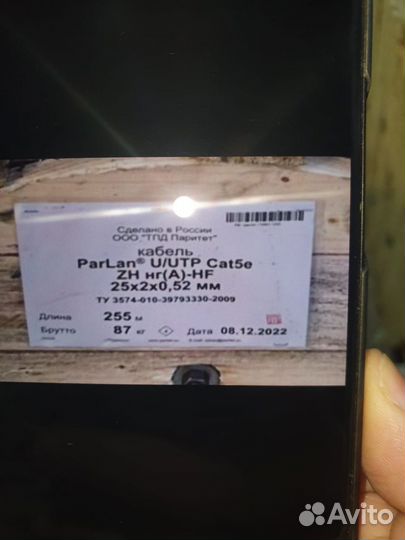 Сделано в России
ООО "ТПД Паритет"
кабель
ParLan® U/UTP Cat5e
ZH нг(А)-HF
25x2x0,52 мм
ТУ 3574-010-39793330-2009
Длина 255 м
Брутто 87 кг Дата 08.12.2022
Avito